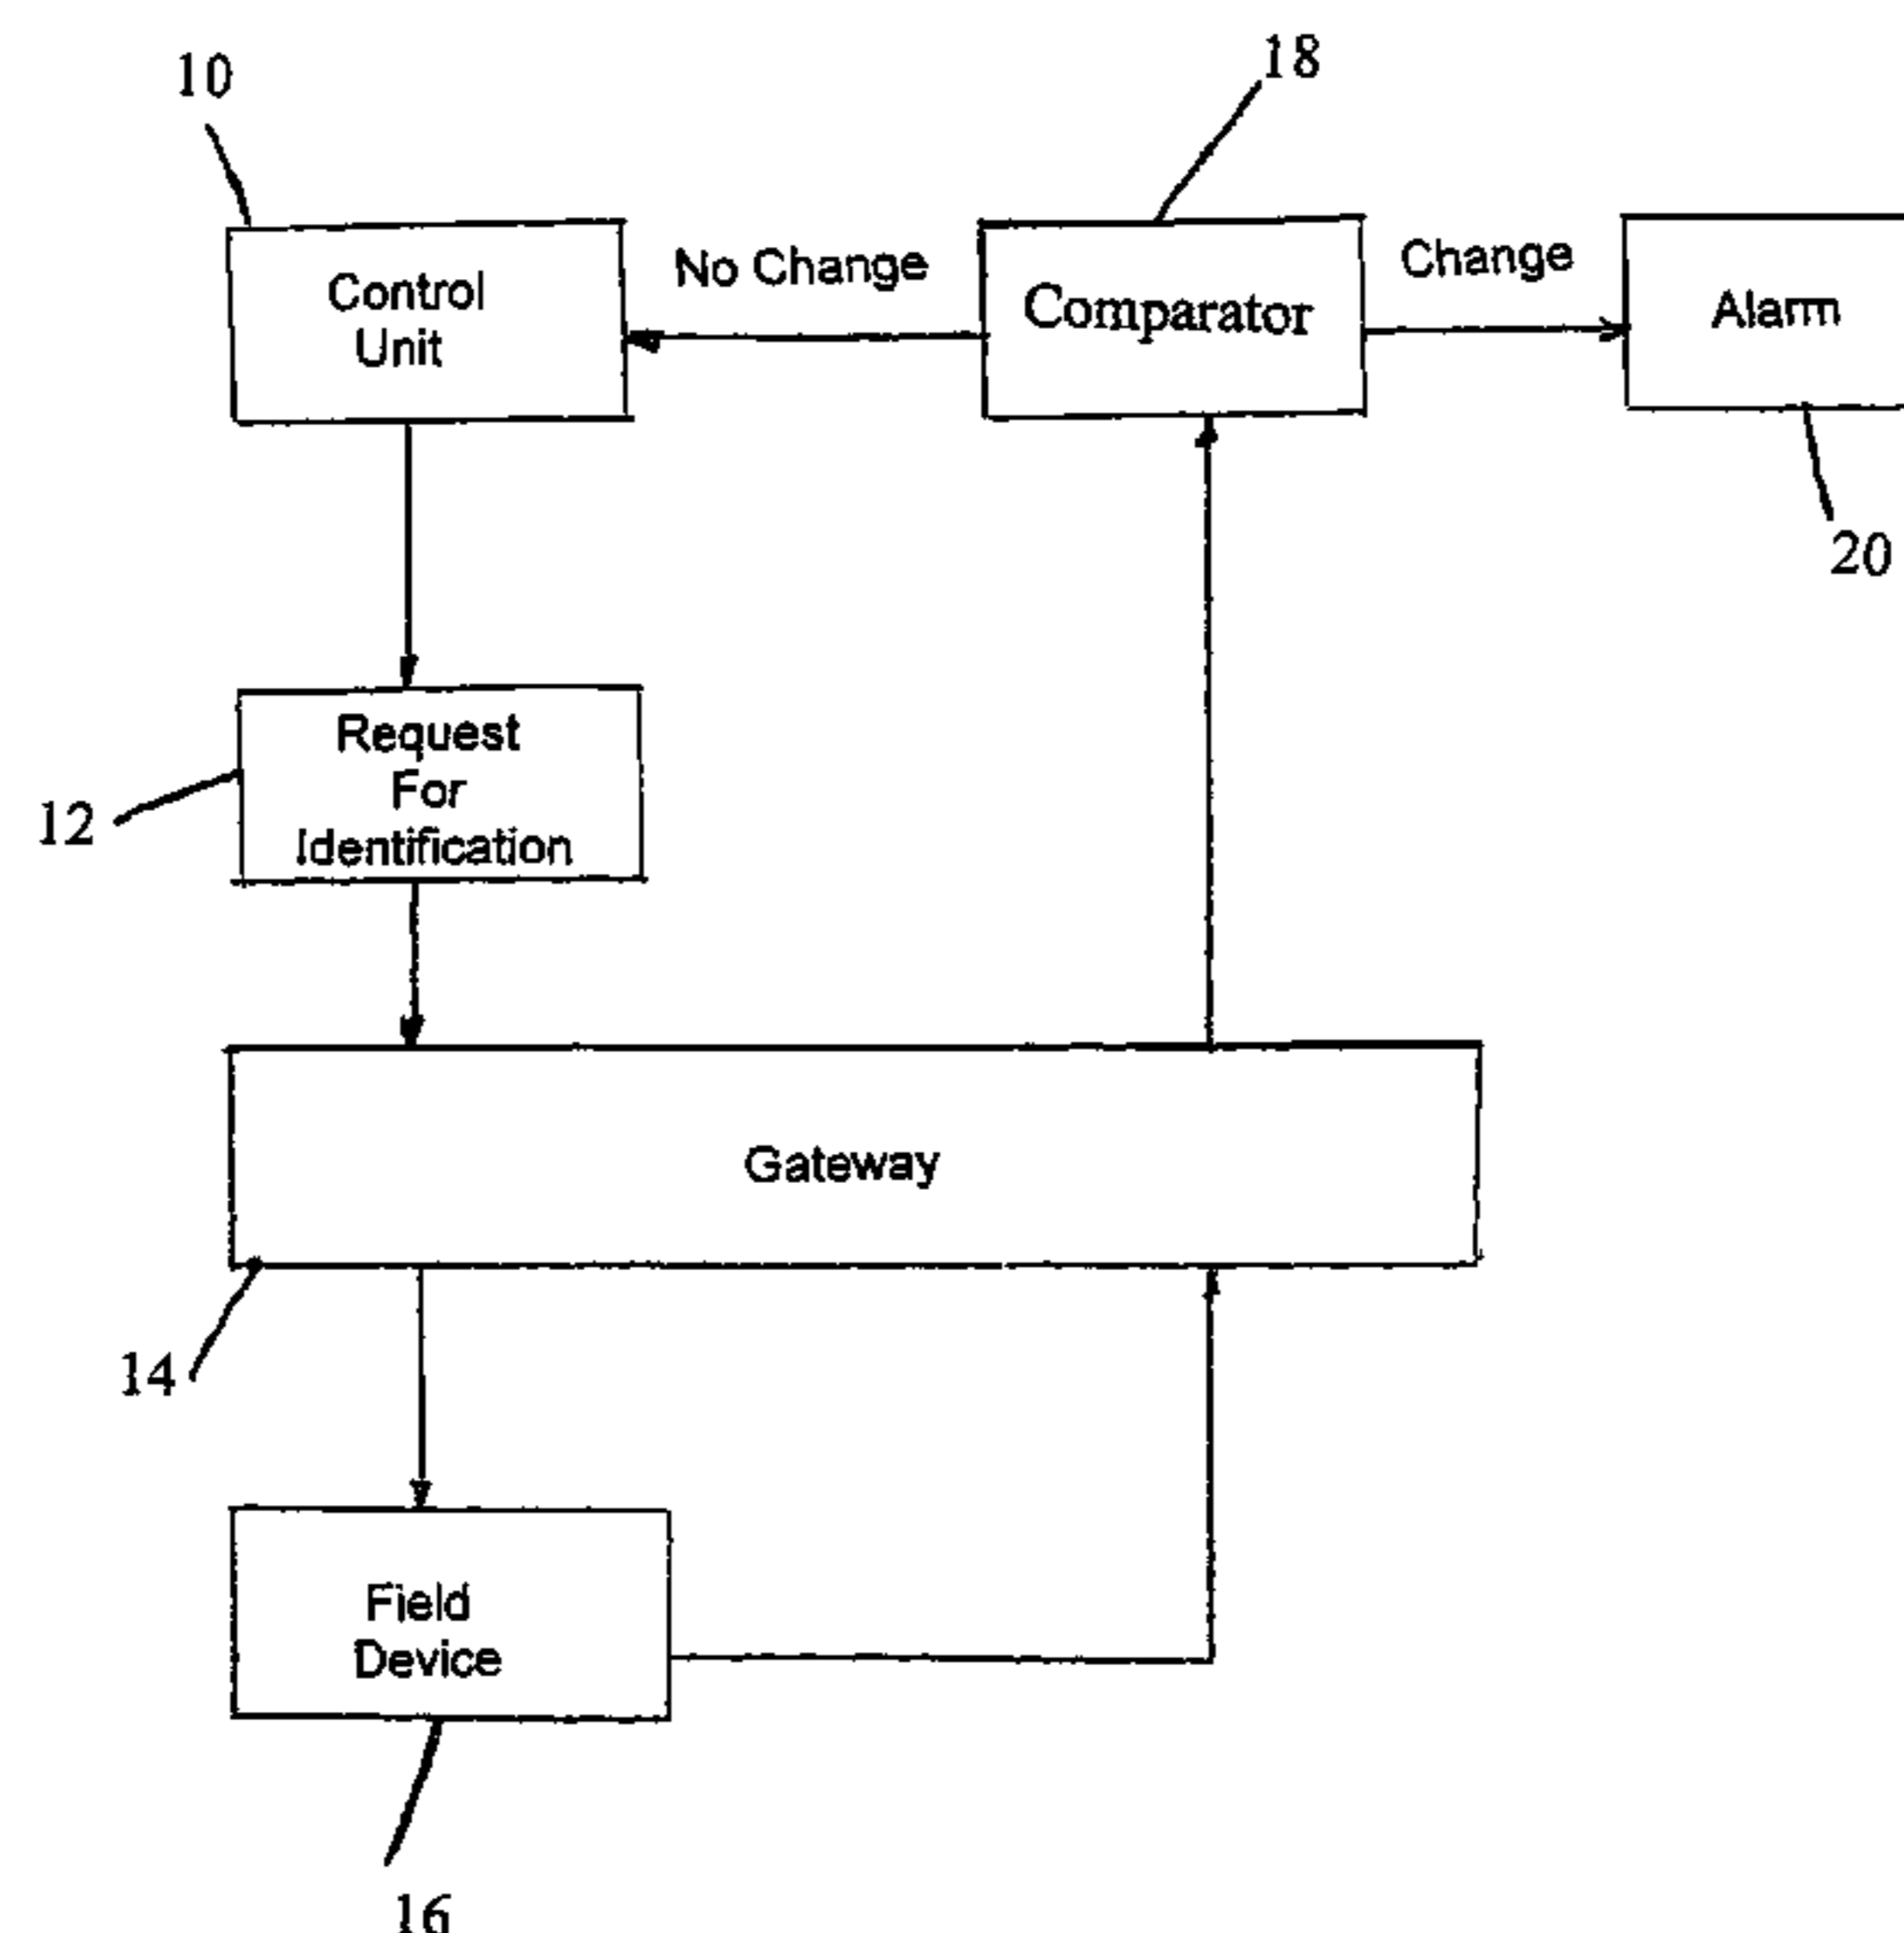 10
18
Control
Unit
No Change
Comparator
Change
Alarm
20
Request
For
Identification
12
Gateway
14
Field
Device
16